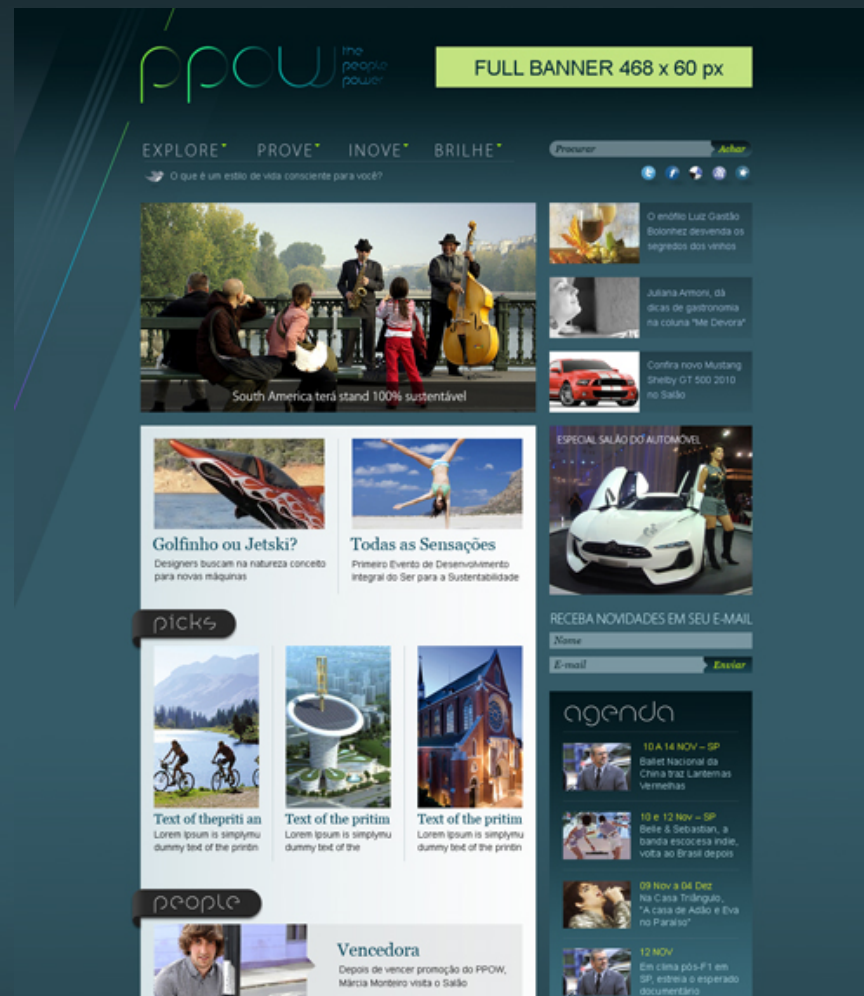 ppow
the
people
power
FULL BANNER 468 x 60 px
EXPLORE PROVE INOVE BRILHE
Procurar
Achar
O que é um estilo de vida consciente para você?
South America terá stand 100% sustentável
O enófilo Luiz Gastão
Bolonhez desvenda os
segredos dos vinhos
Juliana Armoni, dá
dicas de gastronomia
na coluna "Me Devora"
Confira novo Mustang
Shelby GT 500 2010
no Salão
Golfinho ou Jetski?
Designers buscam na natureza conceito
para novas máquinas
Todas as Sensações
Primeiro Evento de Desenvolvimento
Integral do Ser para a Sustentabilidade
ESPECIAL SALÃO DO AUTOMÓVEL
RECEBA NOVIDADES EM SEU E-MAIL
Nome
E-mail
Enviar
picks
Text of thepriti an
Lorem Ipsum is simplymu
dummy text of the printin
Text of the pritim
Lorem Ipsum is simplymu
dummy text of the
Text of the pritim
Lorem Ipsum is simplymu
dummy text of the printin
agenda
10 A 14 NOV – SP
Ballet Nacional da
China traz Lanternas
Vermelhas
10 e 12 Nov – SP
Belle & Sebastian, a
banda escocesa indie,
volta ao Brasil depois
09 Nov a 04 Dez
Na Casa Triângulo,
"A casa de Adão e Eva
no Paraíso"
12 NOV
Em clima pós-F1 em
SP, estreia o esperado
documentário
people
Vencedora
Depois de vencer promoção do PPOW,
Márcia Monteiro visita o Salão